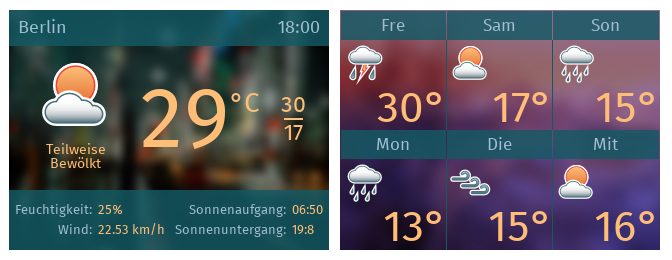 Berlin 18:00
29°C
30
17
Teilweise
Bewölkt
Feuchtigkeit: 25% Sonnenaufgang: 06:50
Wind: 22.53 km/h Sonnenuntergang: 19:8
Fre Sam Son
30° 17° 15°
Mon Die Mit
13° 15° 16°